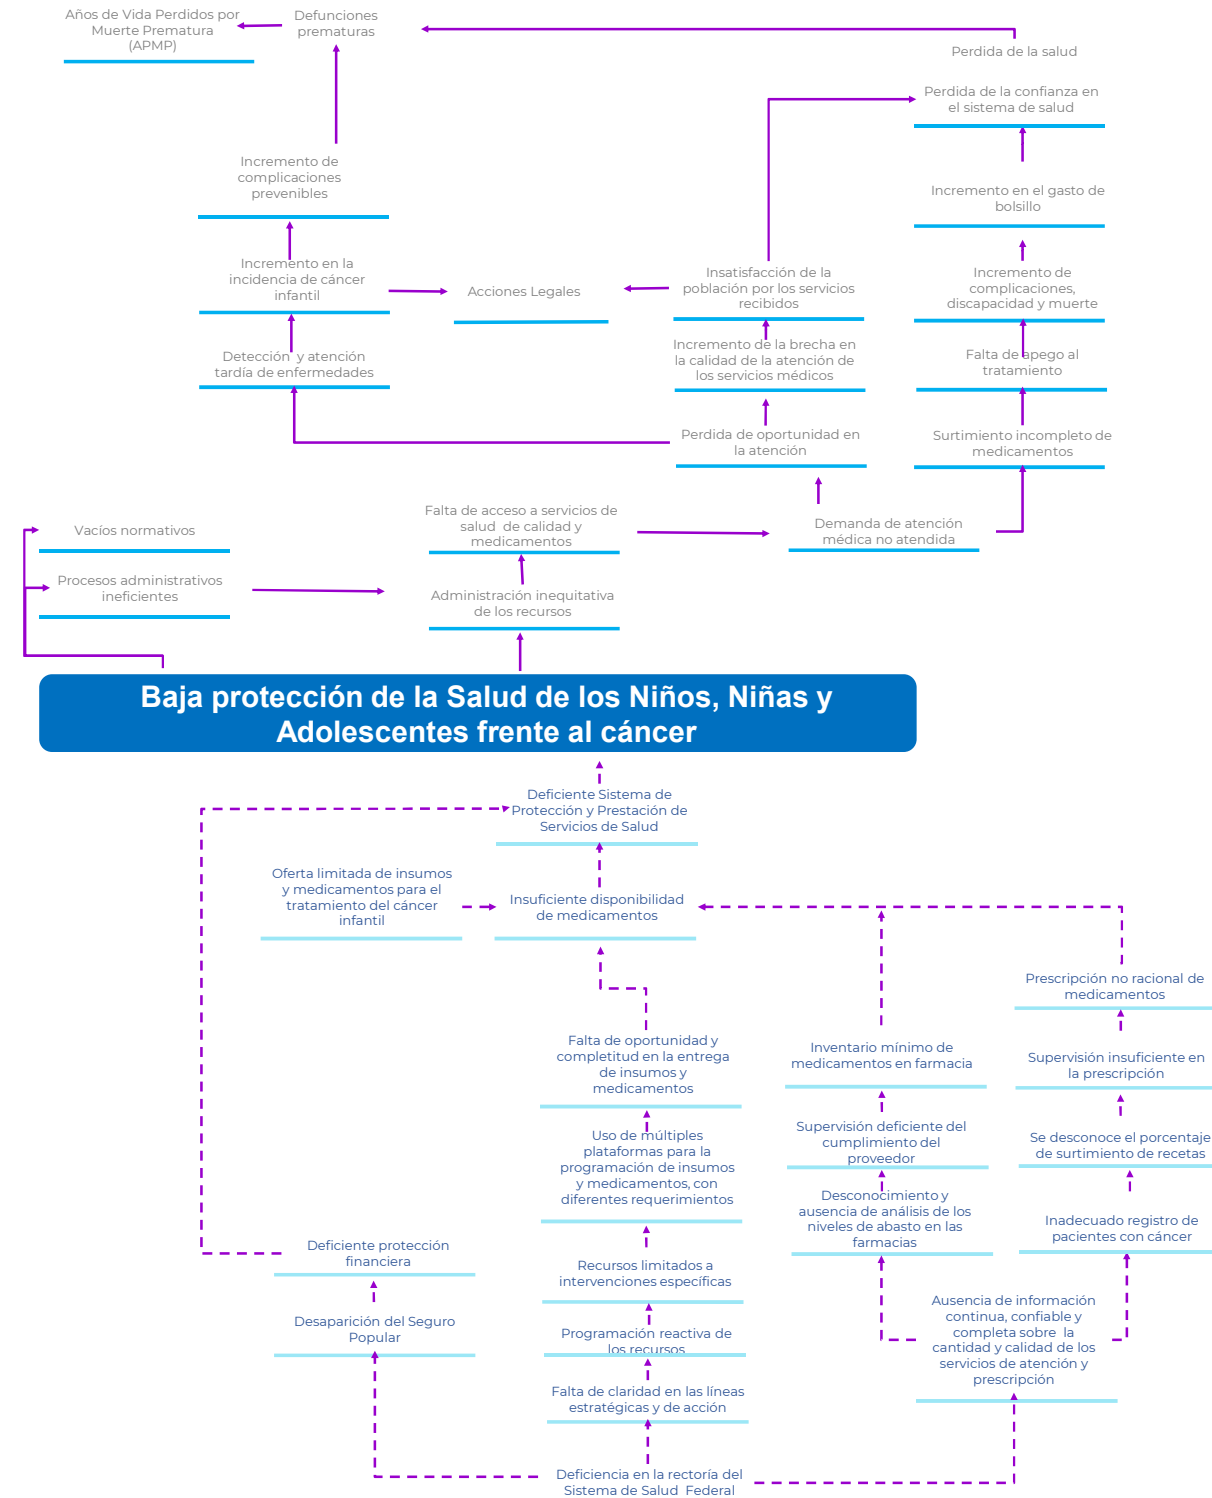 Años de Vida Perdidos por
Muerte Prematura
(APMP)
Defunciones
prematuras
Perdida de la salud
Perdida de la confianza en
el sistema de salud
Incremento de
complicaciones
prevenibles
Incremento en el gasto de
bolsillo
Incremento en la
incidencia de cáncer
infantil
Acciones Legales
Insatisfacción de la
población por los servicios
recibidos
Incremento de
complicaciones,
discapacidad y muerte
Detección y atención
tardía de enfermedades
Incremento de la brecha en
la calidad de la atención de
los servicios médicos
Falta de apego al
tratamiento
Perdida de oportunidad en
la atención
Surtimiento incompleto de
medicamentos
Vacíos normativos
Falta de acceso a servicios de
salud de calidad y
medicamentos
Demanda de atención
médica no atendida
Procesos administrativos
ineficientes
Administración inequitativa
de los recursos
Baja protección de la Salud de los Niños, Niñas y
Adolescentes frente al cáncer
Deficiente Sistema de
Protección y Prestación de
Servicios de Salud
Oferta limitada de insumos
y medicamentos para el
tratamiento del cáncer
infantil
Insuficiente disponibilidad
de medicamentos
Prescripción no racional de
medicamentos
Falta de oportunidad y
completitud en la entrega
de insumos y
medicamentos
Inventario mínimo de
medicamentos en farmacia
Supervisión insuficiente en
la prescripción
Uso de múltiples
plataformas para la
programación de insumos
y medicamentos, con
diferentes requerimientos
Supervisión deficiente del
cumplimiento del
proveedor
Se desconoce el porcentaje
de surtimiento de recetas
Desconocimiento y
ausencia de análisis de los
niveles de abasto en las
farmacias
Inadecuado registro de
pacientes con cáncer
Deficiente protección
financiera
Recursos limitados a
intervenciones específicas
Ausencia de información
continua, confiable y
completa sobre la
cantidad y calidad de los
servicios de atención y
prescripción
Desaparición del Seguro
Popular
Programación reactiva de
los recursos
Falta de claridad en las líneas
estratégicas y de acción
Deficiencia en la rectoría del
Sistema de Salud Federal